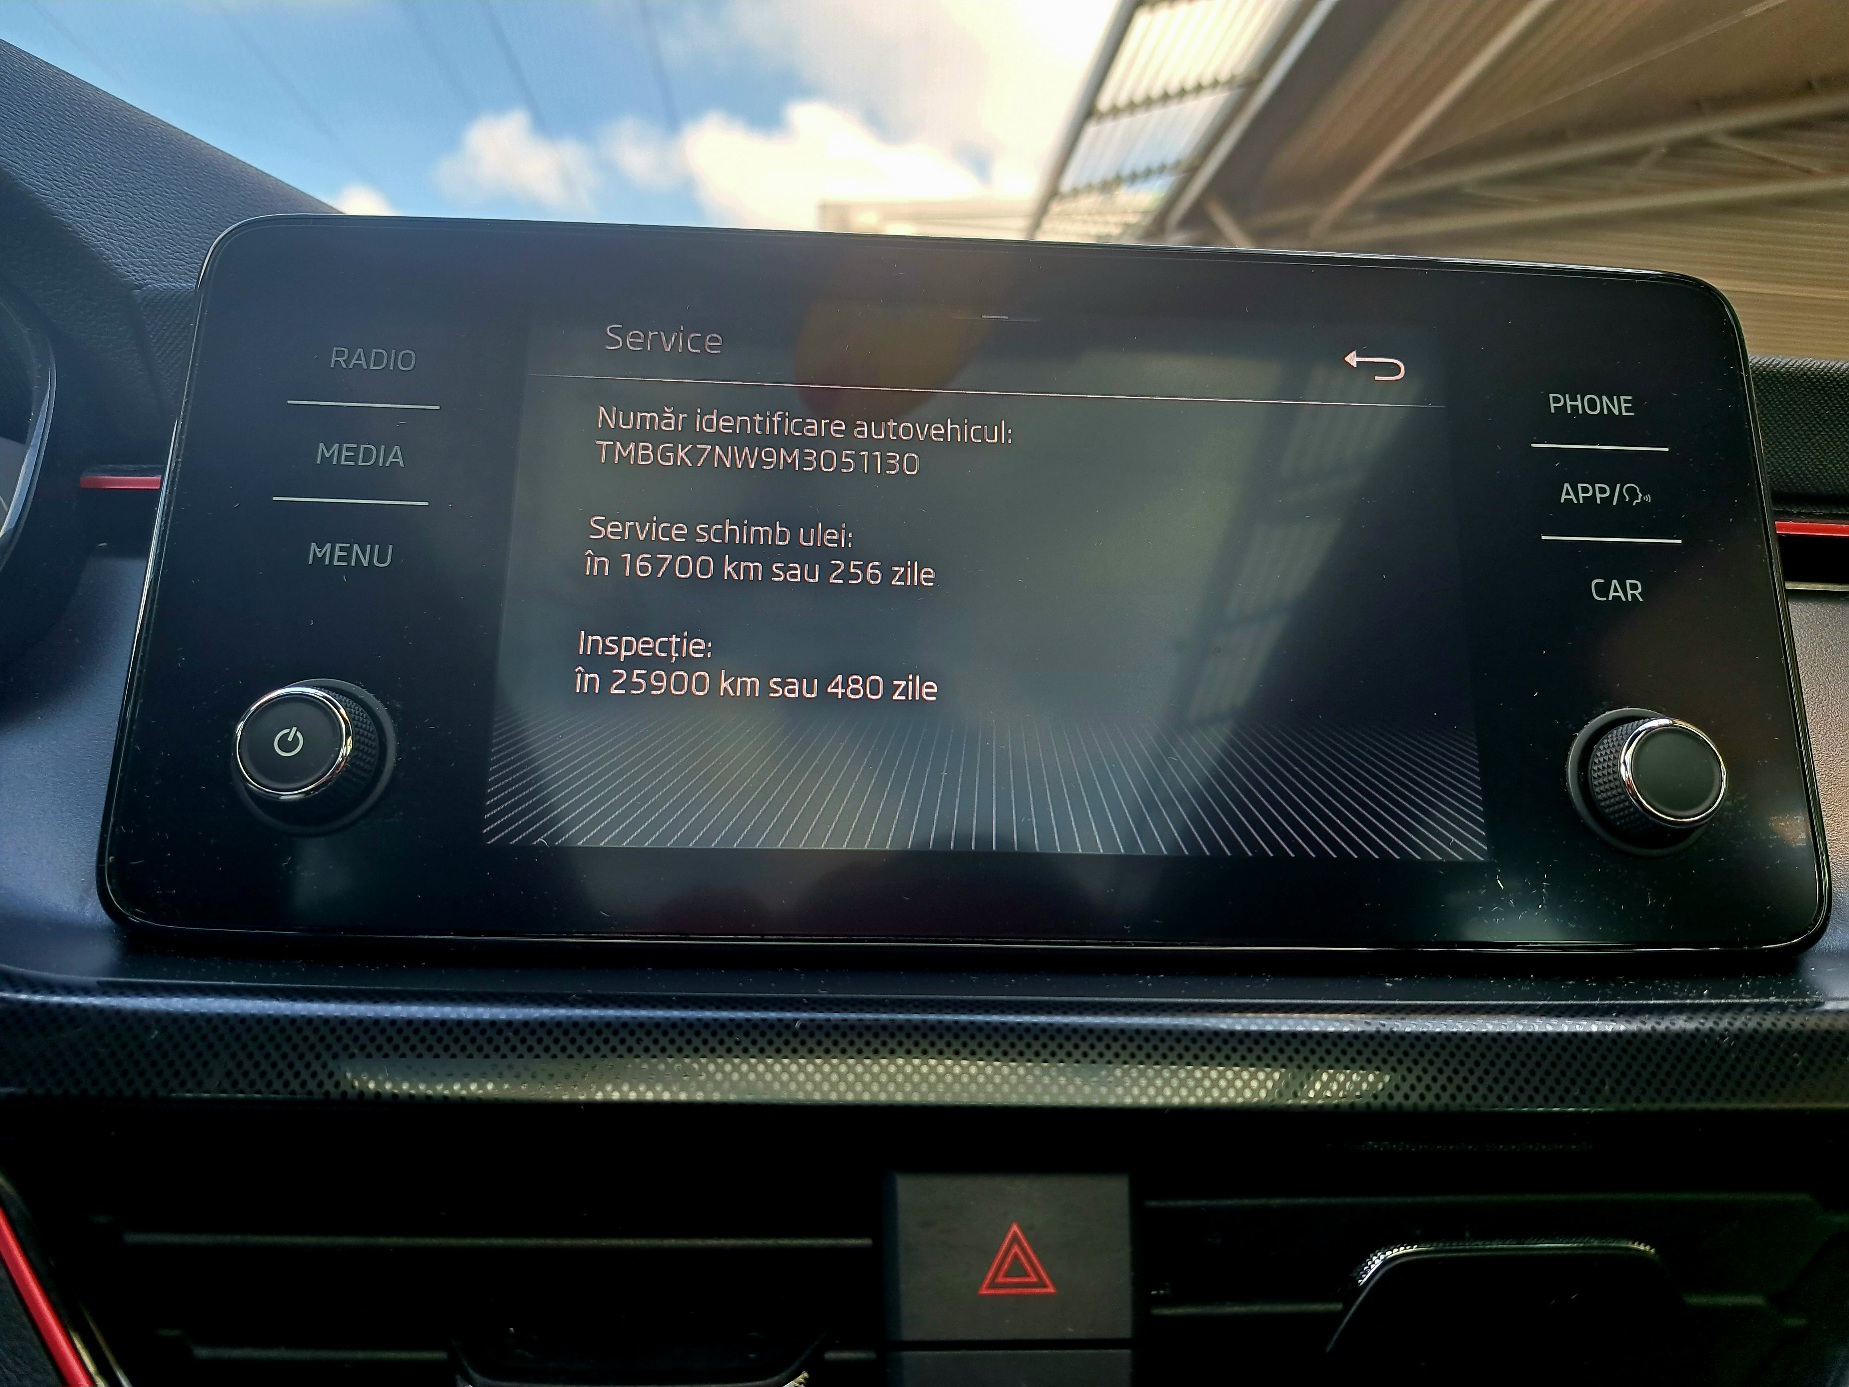 Service
RADIO
MEDIA
MENU
Număr identificare autovehicul:
TMBGK7NW9M3051130
Service schimb ulei:
în 16700 km sau 256 zile
Inspecție:
în 25900 km sau 480 zile
PHONE
APP/
CAR